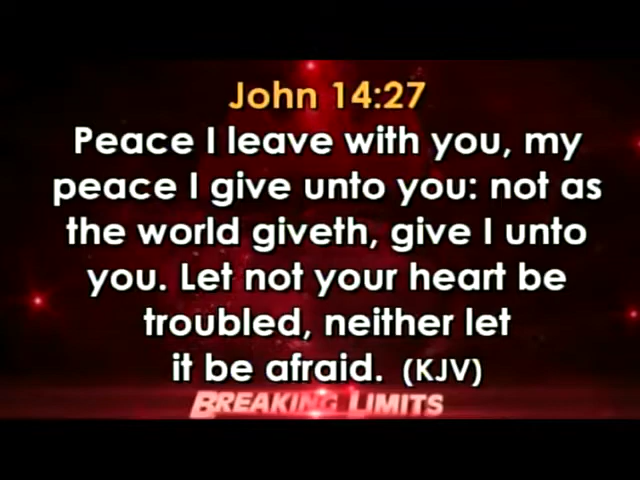 John 14:27
Peace I leave with you, my
peace I give unto you: not as
the world giveth, give I unto
you. Let not your heart be
troubled, neither let
it be afraid. (KJV)
BREAKING LIMITS